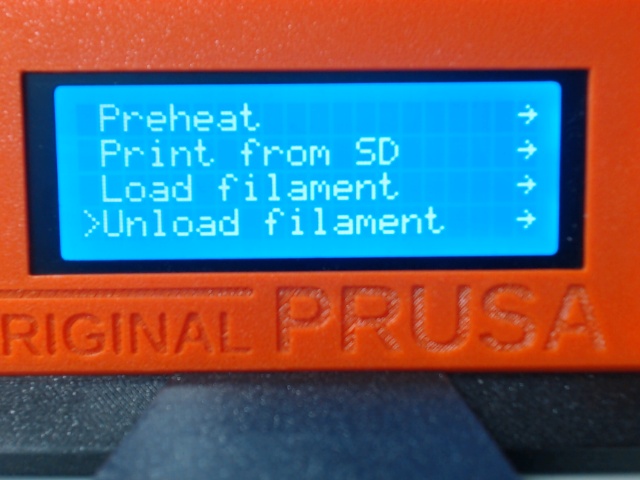 Preheat →
Print from SD →
Load filament →
>Unload filament →
RIGINAL PRUSA